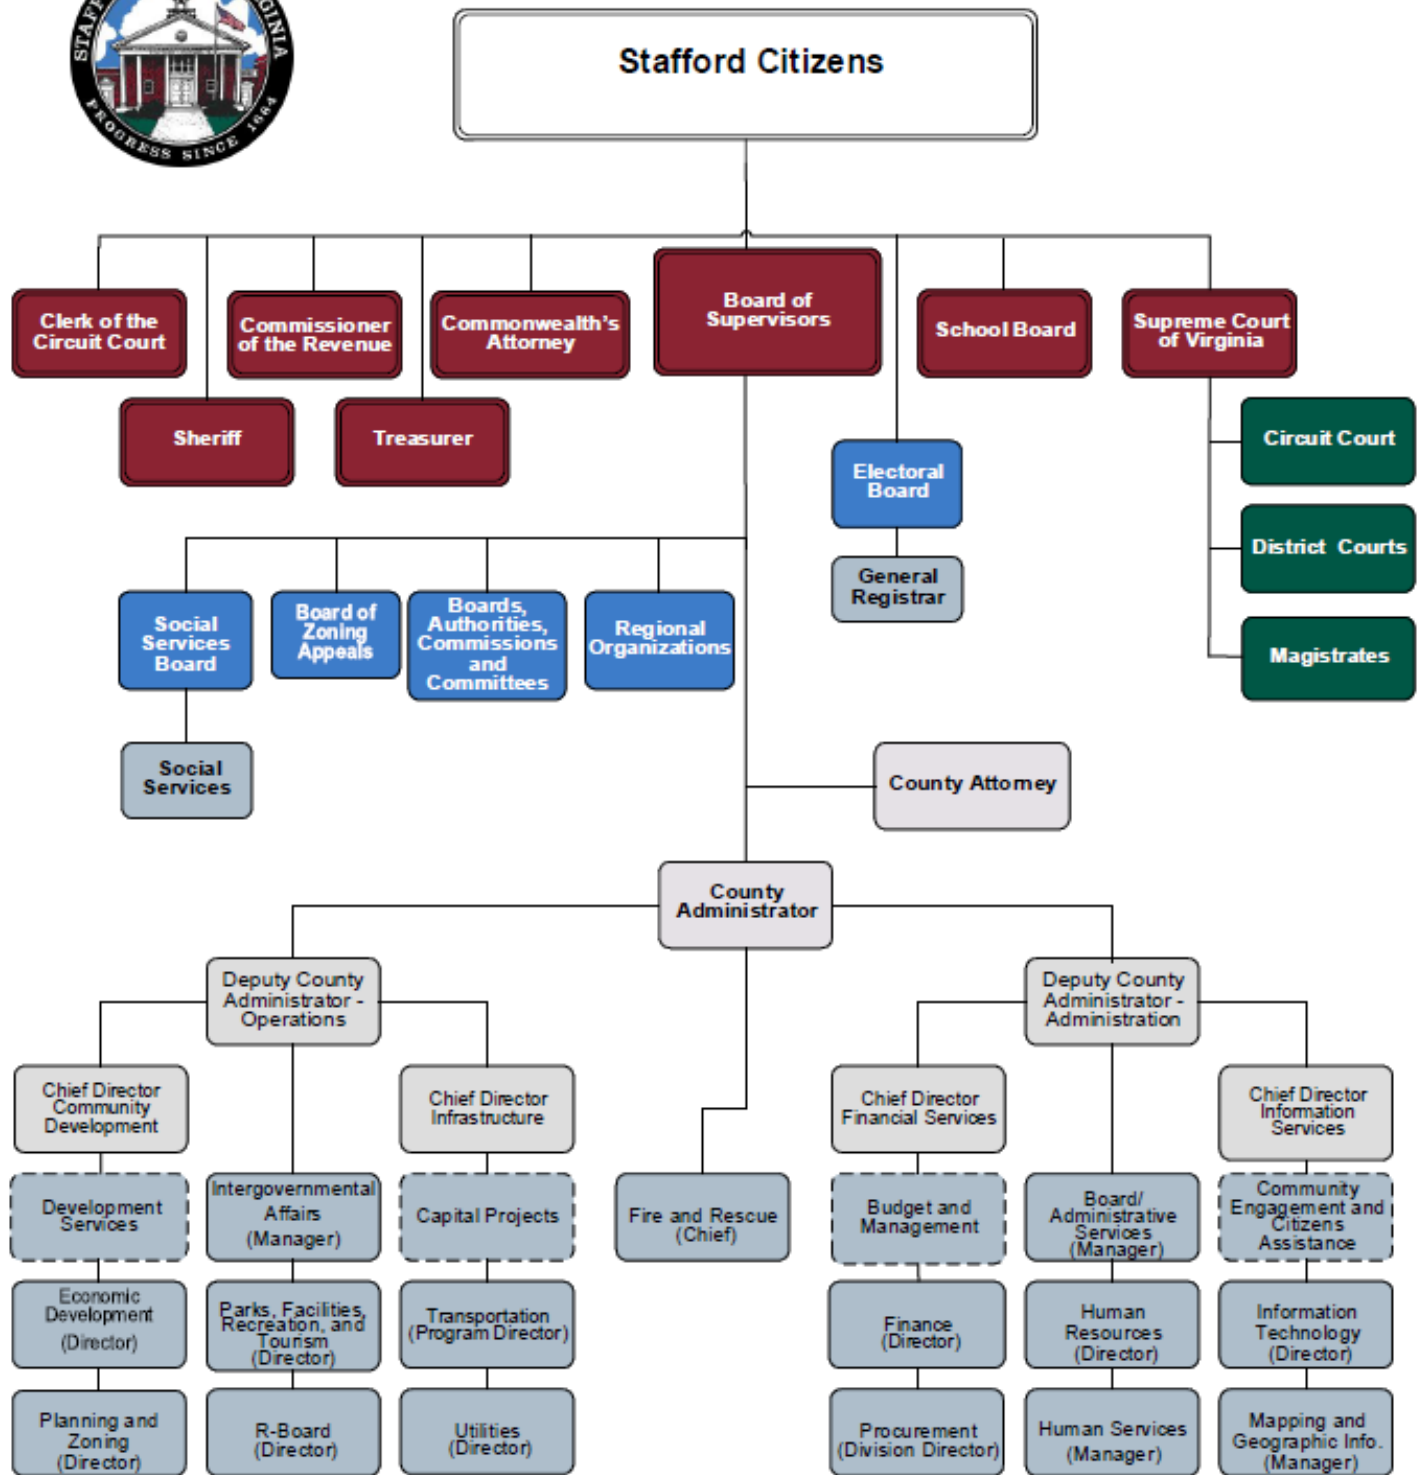 PROGRESS SINCE 1664
Stafford Citizens
Clerk of the
Circuit Court
Commissioner
of the Revenue
Commonwealth's
Attorney
Board of
Supervisors
School Board
Supreme Court
of Virginia
Sheriff
Treasurer
Electoral
Board
Circuit Court
General
Registrar
District Courts
Magistrates
Social
Services
Board
Board of
Zoning
Appeals
Boards,
Authorities,
Commissions
and
Committees
Regional
Organizations
Social
Services
County Attorney
County
Administrator
Deputy County
Administrator -
Operations
Deputy County
Administrator -
Administration
Chief Director
Community
Development
Chief Director
Infrastructure
Chief Director
Financial Services
Chief Director
Information
Services
Development
Services
Intergovernmental
Affairs
(Manager)
Capital Projects
Fire and Rescue
(Chief)
Budget and
Management
Board/
Administrative
Services
(Manager)
Community
Engagement and
Citizens
Assistance
Economic
Development
(Director)
Parks, Facilities,
Recreation, and
Tourism
(Director)
Transportation
(Program Director)
Finance
(Director)
Human
Resources
(Director)
Information
Technology
(Director)
Planning and
Zoning
(Director)
R-Board
(Director)
Utilities
(Director)
Procurement
(Division Director)
Human Services
(Manager)
Mapping and
Geographic Info.
(Manager)